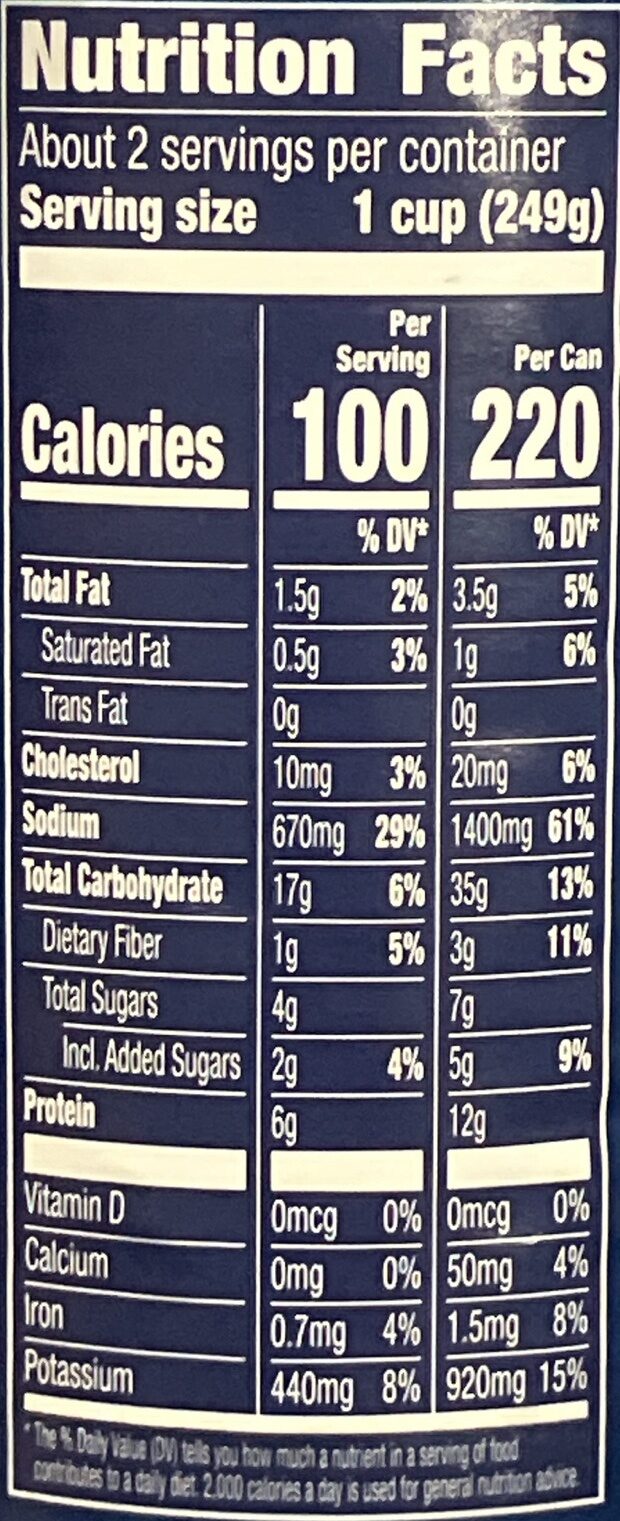 Nutrition Facts
About 2 servings per container
Serving size 1 cup (249g)
Per Serving Per Can
Calories 100 220
% DV* % DV*
Total Fat 1.5g 2% 3.5g 5%
Saturated Fat 0.5g 3% 1g 6%
Trans Fat 0g 0g
Cholesterol 10mg 3% 20mg 6%
Sodium 670mg 29% 1400mg 61%
Total Carbohydrate 17g 6% 35g 13%
Dietary Fiber 1g 5% 3g 11%
Total Sugars 4g 7g
Incl. Added Sugars 2g 4% 5g 9%
Protein 6g 12g
Vitamin D 0mcg 0% 0mcg 0%
Calcium 0mg 0% 50mg 4%
Iron 0.7mg 4% 1.5mg 8%
Potassium 440mg 8% 920mg 15%
* The % Daily Value (DV) tells you how much a nutrient in a serving of food
contributes to a daily diet. 2,000 calories a day is used for general nutrition advice.